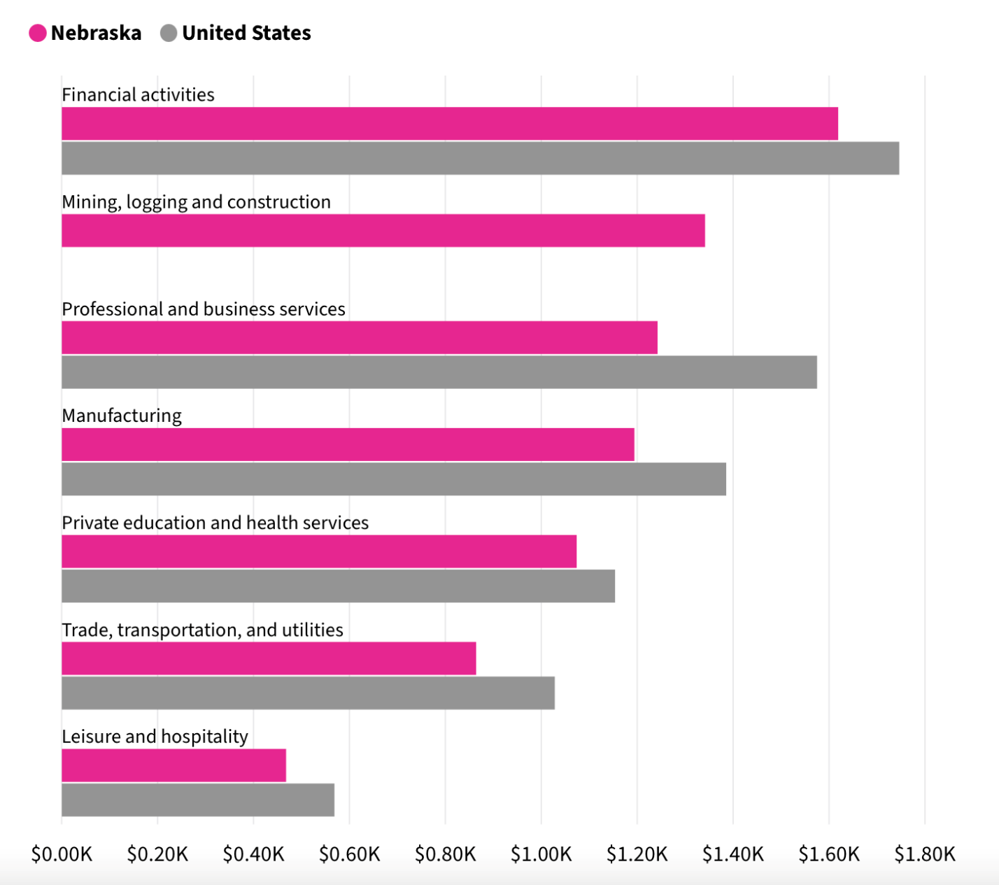 Nebraska United States
Financial activities
Mining, logging and construction
Professional and business services
Manufacturing
Private education and health services
Trade, transportation, and utilities
Leisure and hospitality
$0.00K $0.20K $0.40K $0.60K $0.80K $1.00K $1.20K $1.40K $1.60K $1.80K